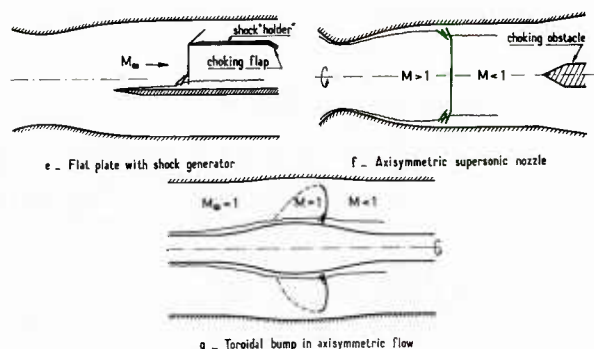 shock "holder"
M∞
choking flap
e _ Flat plate with shock generator
choking obstacle
M > 1
M < 1
f _ Axisymmetric supersonic nozzle
M∞ = 1
M = 1
M < 1
g _ Toroidal bump in axisymmetric flow